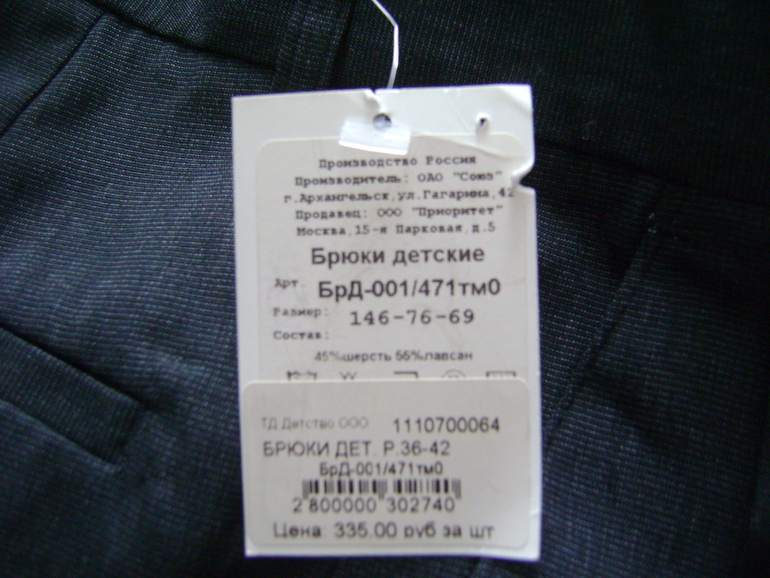 Производство Россия
Производитель: ОАО "Союз"
г.Архангельск,ул.Гагарина,42
Продавец: ООО "Приоритет"
Москва,15-я Парковая,д.5
Брюки детские
Арт. БрД-001/471тм0
Размер: 146-76-69
Состав:
45%шерсть 55%лавсан
ТД Детство ООО 1110700064
БРЮКИ ДЕТ. Р.36-42
БрД-001/471тм0
2 800000 302740
Цена: 335.00 руб за шт